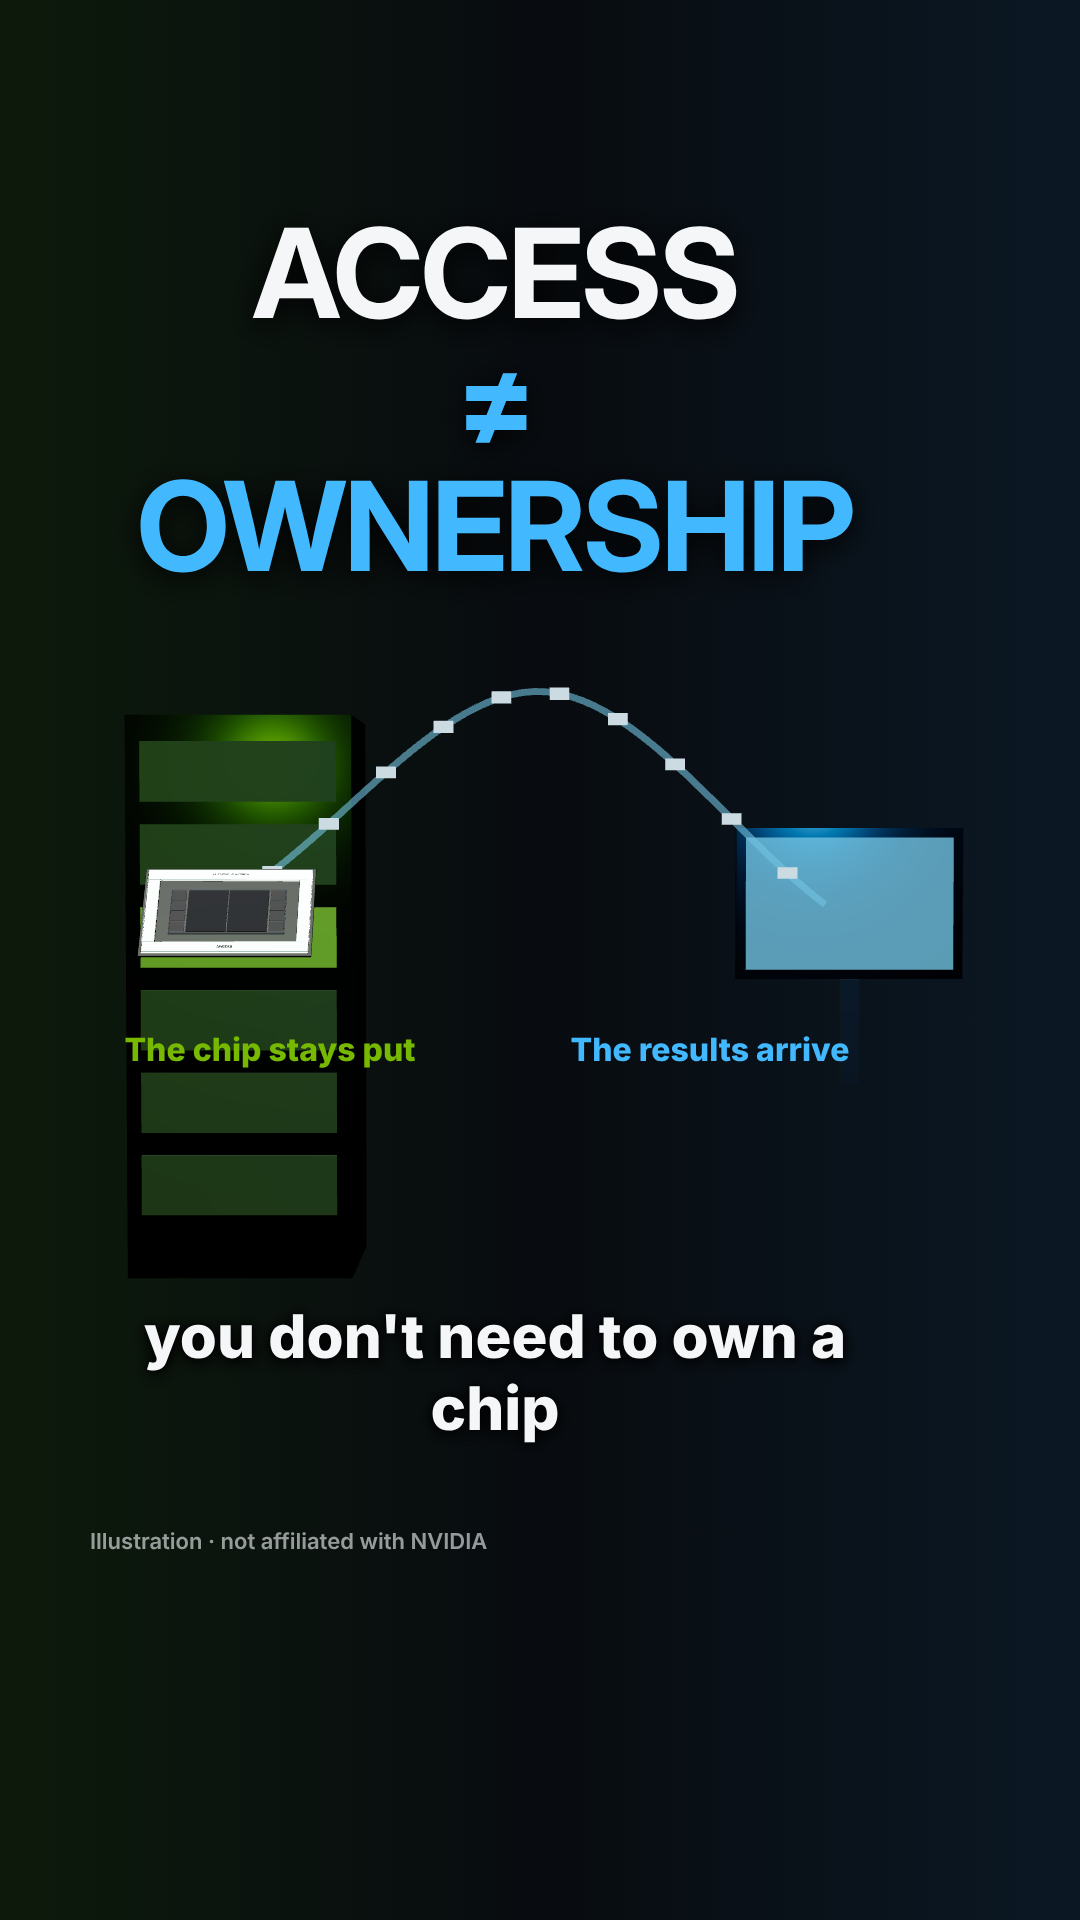 ACCESS
≠
OWNERSHIP
The chip stays put
The results arrive
you don't need to own a
chip
Illustration · not affiliated with NVIDIA